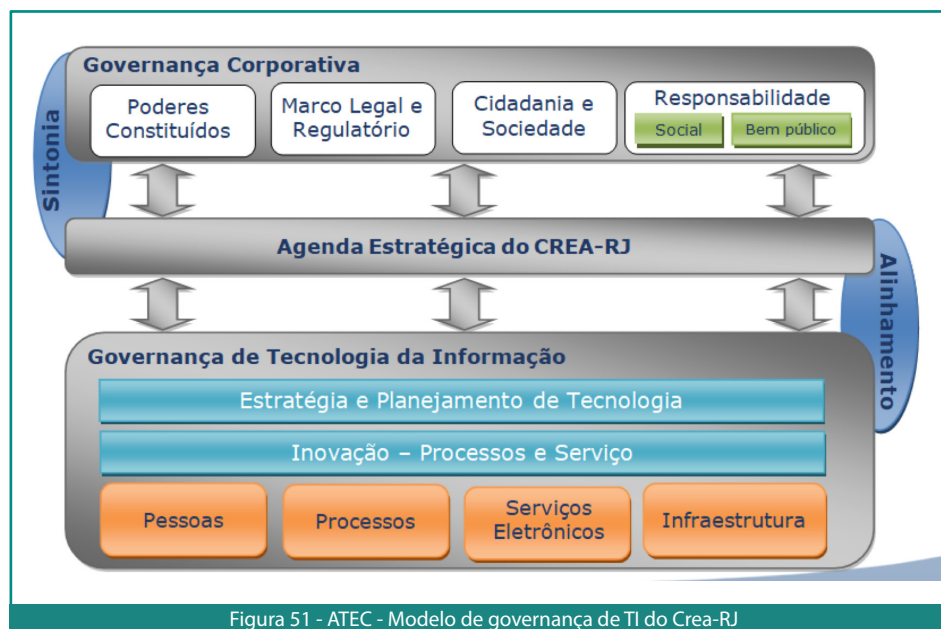 Governança Corporativa
Poderes
Constituídos
Marco Legal e
Regulatório
Cidadania e
Sociedade
Responsabilidade
Social
Bem público
Sintonia
Agenda Estratégica do CREA-RJ
Alinhamento
Governança de Tecnologia da Informação
Estratégia e Planejamento de Tecnologia
Inovação – Processos e Serviço
Pessoas
Processos
Serviços
Eletrônicos
Infraestrutura
Figura 51 - ATEC - Modelo de governança de TI do Crea-RJ